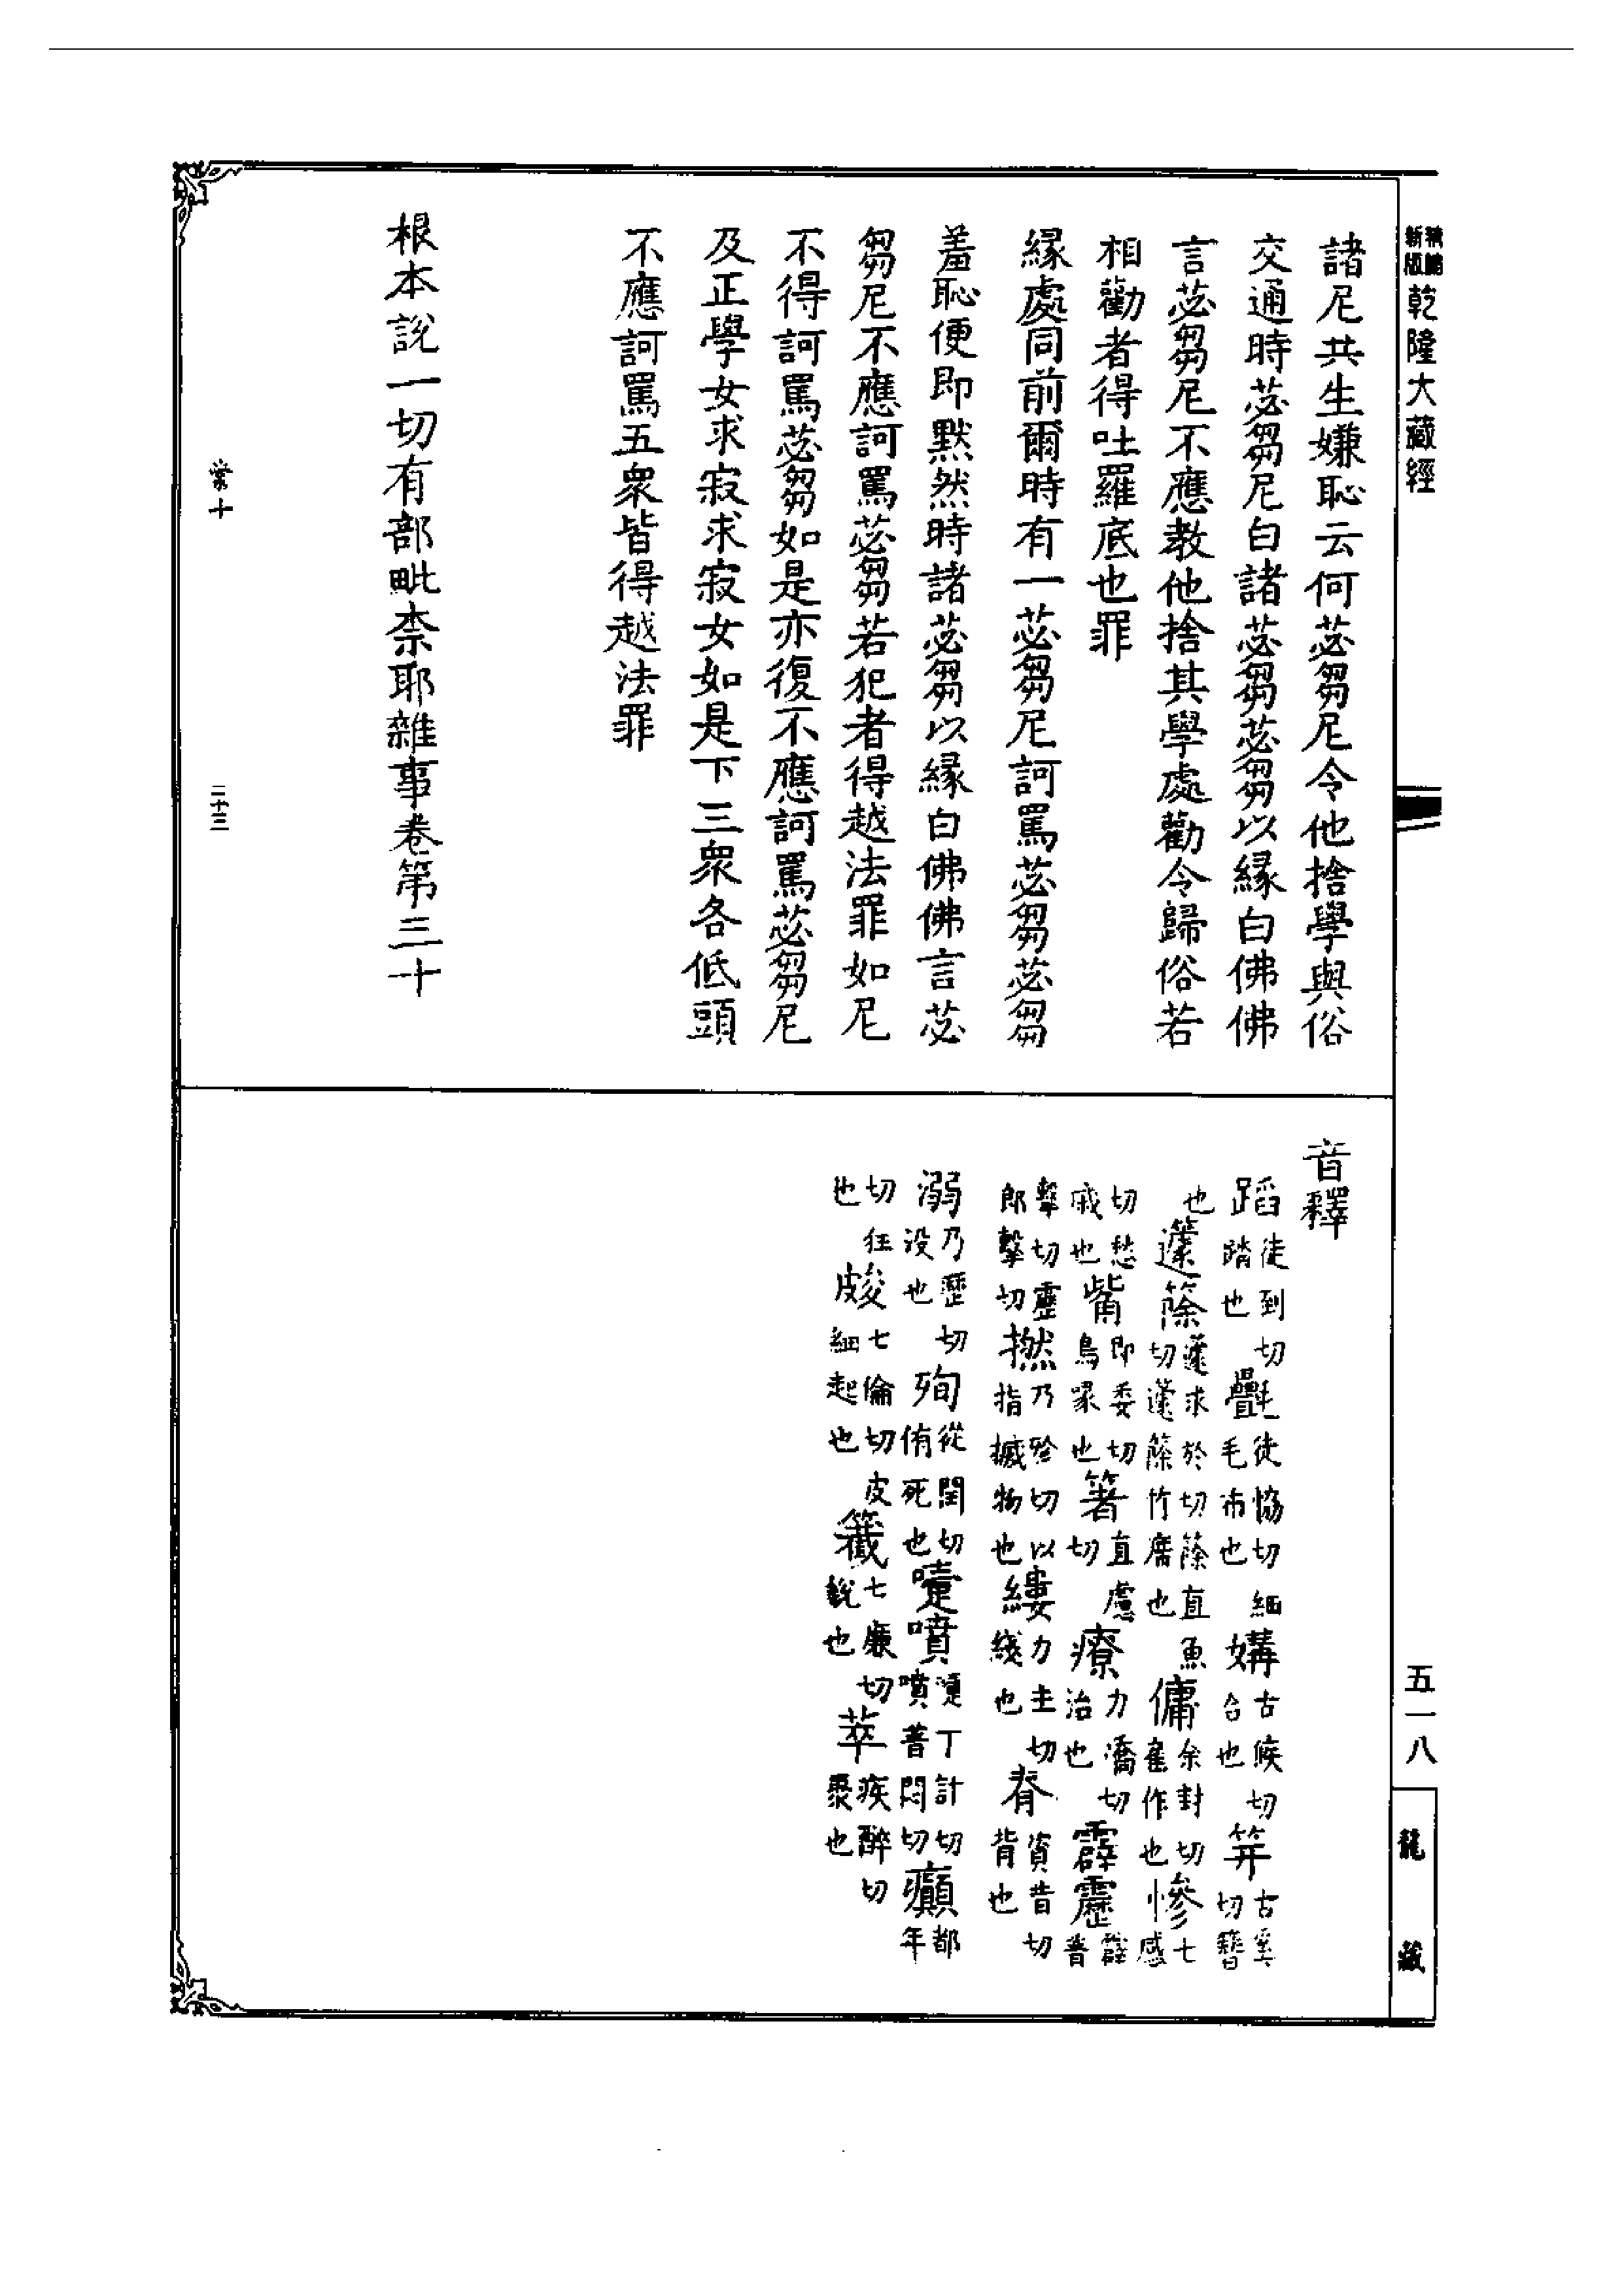 新版 乾隆大藏經
諸尼共生嫌恥云何苾芻尼令他捨學與俗
交通時苾芻尼白諸苾芻苾芻以緣白佛佛
言苾芻尼不應教他捨其學處勸令歸俗若
相勸者得吐羅底也罪
緣處同前爾時有一苾芻尼訶罵苾芻苾芻
羞恥便即默然時諸苾芻以緣白佛佛言苾
芻尼不應訶罵苾芻若犯者得越法罪如尼
不得訶罵苾芻如是亦復不應訶罵苾芻尼
及正學女求寂求寂女如是下三眾各低頭
不應訶罵五眾皆得越法罪
根本說一切有部毗柰耶雜事卷第三十
棠十 二十三
音釋
蹈徒到切踏也 㲲徒協切細毛布也 媾古候切合也 笄古奚切簪
也 籧篨籧求於切篨直魚切籧篨竹席也 傭余封切雇作也 慘七感
切愁慼也 觜即委切鳥喙也 箸直慮切 療力憍切治也 霹靂霹普
擊切靂郎擊切 撚乃殄切以指搣物也 縷力主切綫也 脊資昔切背也
溺乃歷切沒也 殉從閏切侑死也 嚏噴嚏丁計切噴普悶切 癲都年
切狂也 皴七倫切皮細起也 籤七廉切銳也 萃疾醉切聚也
五一八
龍藏